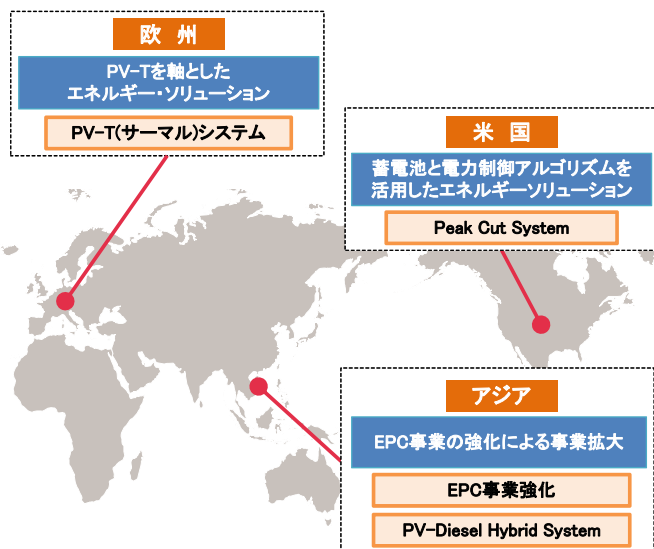 欧 州
PV-Tを軸とした
エネルギー・ソリューション
PV-T(サーマル)システム
米 国
蓄電池と電力制御アルゴリズムを
活用したエネルギーソリューション
Peak Cut System
アジア
EPC事業の強化による事業拡大
EPC事業強化
PV-Diesel Hybrid System